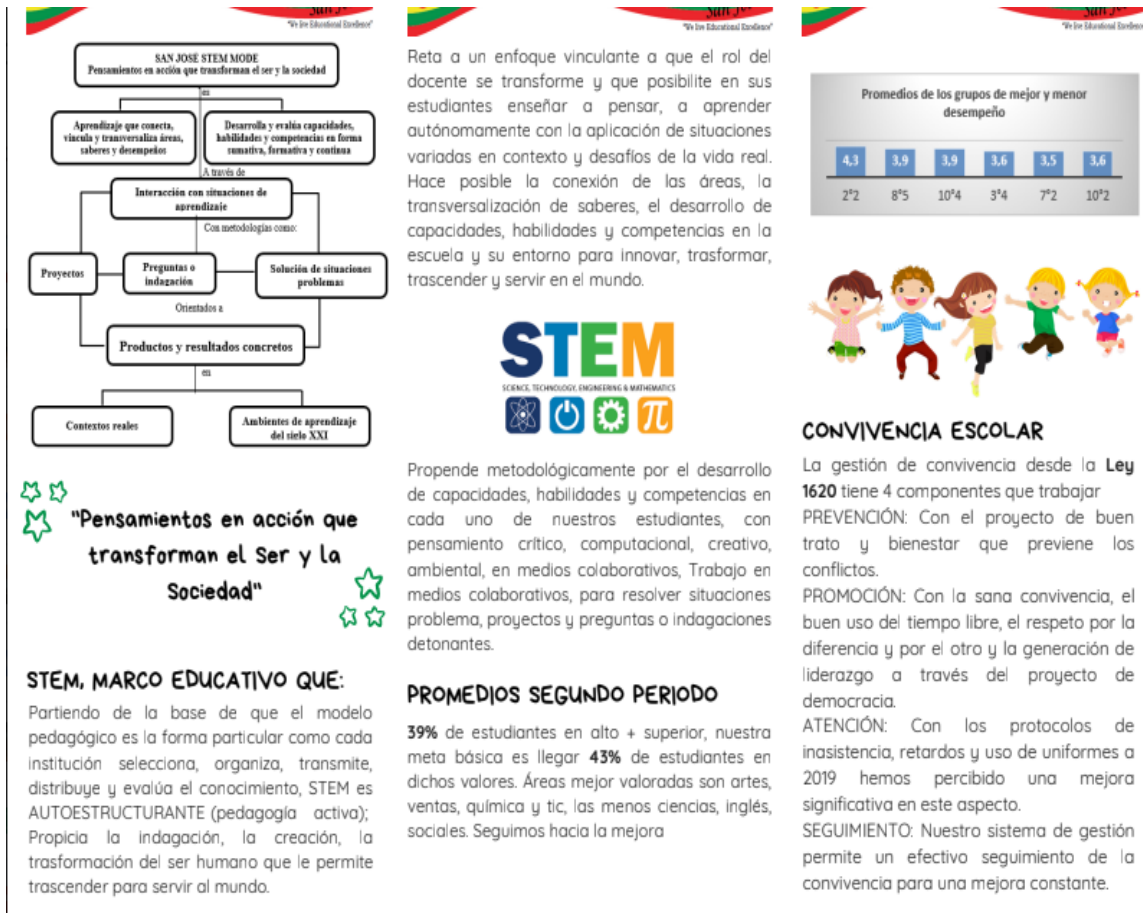 San José
"We live Educational Excellence"
SAN JOSÉ STEM MODE
Pensamientos en acción que transforman el ser y la sociedad
es
Aprendizaje que conecta,
vincula y transversaliza áreas,
saberes y desempeños
Desarrolla y evalúa capacidades,
habilidades y competencias en forma
sumativa, formativa y continua
A través de
Interacción con situaciones de
aprendizaje
Con metodologías como:
Proyectos
Preguntas o
indagación
Solución de situaciones
problemas
Orientados a
Productos y resultados concretos
en
Contextos reales
Ambientes de aprendizaje
del siglo XXI
"Pensamientos en acción que
transforman el Ser y la
Sociedad"
STEM, MARCO EDUCATIVO QUE:
Partiendo de la base de que el modelo
pedagógico es la forma particular como cada
institución selecciona, organiza, transmite,
distribuye y evalúa el conocimiento, STEM es
AUTOESTRUCTURANTE (pedagogía activa);
Propicia la indagación, la creación, la
trasformación del ser humano que le permite
trascender para servir al mundo.
San José
"We live Educational Excellence"
Reta a un enfoque vinculante a que el rol del
docente se transforme y que posibilite en sus
estudiantes enseñar a pensar, a aprender
autónomamente con la aplicación de situaciones
variadas en contexto y desafíos de la vida real.
Hace posible la conexión de las áreas, la
transversalización de saberes, el desarrollo de
capacidades, habilidades y competencias en la
escuela y su entorno para innovar, trasformar,
trascender y servir en el mundo.
STEM
SCIENCE, TECHNOLOGY, ENGINEERING & MATHEMATICS
π
Propende metodológicamente por el desarrollo
de capacidades, habilidades y competencias en
cada uno de nuestros estudiantes, con
pensamiento crítico, computacional, creativo,
ambiental, en medios colaborativos, Trabajo en
medios colaborativos, para resolver situaciones
problema, proyectos y preguntas o indagaciones
detonantes.
PROMEDIOS SEGUNDO PERIODO
39% de estudiantes en alto + superior, nuestra
meta básica es llegar 43% de estudiantes en
dichos valores. Áreas mejor valoradas son artes,
ventas, química y tic, las menos ciencias, inglés,
sociales. Seguimos hacia la mejora
"We live Educational Excellence
Promedios de los grupos de mejor y menor
desempeño
4,3 3,9 3,9 3,6 3,5 3,6
2°2 8°5 10°4 3°4 7°2 10°2
CONVIVENCIA ESCOLAR
La gestión de convivencia desde la Ley
1620 tiene 4 componentes que trabajar
PREVENCIÓN: Con el proyecto de buen
trato y bienestar que previene los
conflictos.
PROMOCIÓN: Con la sana convivencia, el
buen uso del tiempo libre, el respeto por la
diferencia y por el otro y la generación de
liderazgo a través del proyecto de
democracia.
ATENCIÓN: Con los protocolos de
inasistencia, retardos y uso de uniformes a
2019 hemos percibido una mejora
significativa en este aspecto.
SEGUIMIENTO: Nuestro sistema de gestión
permite un efectivo seguimiento de la
convivencia para una mejora constante.